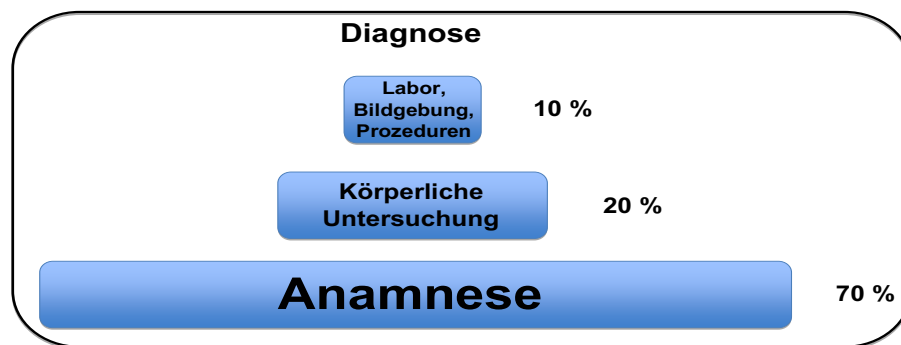 Diagnose
Labor,
Bildgebung,
Prozeduren
10 %
Körperliche
Untersuchung
20 %
Anamnese
70 %